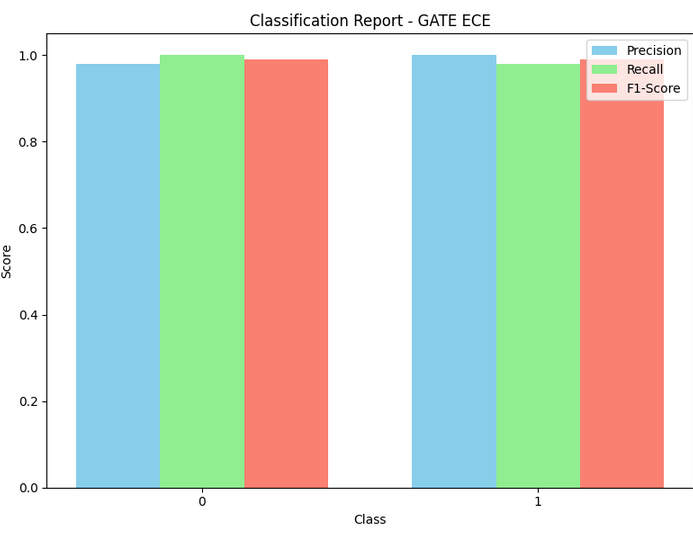 Classification Report - GATE ECE
Precision
Recall
F1-Score
1.0
0.8
0.6
0.4
0.2
0.0
Score
0
1
Class